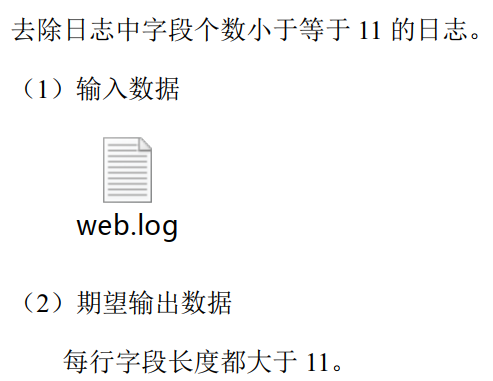 去除日志中字段个数小于等于 11 的日志。
（1）输入数据
web.log
（2）期望输出数据
每行字段长度都大于 11。